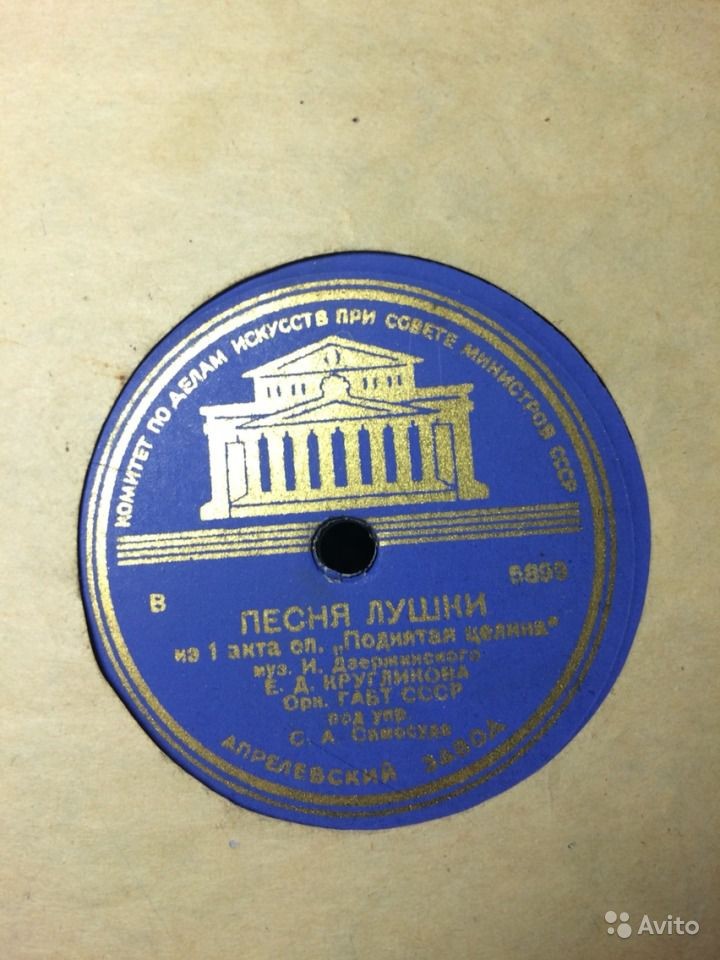 КОМИТЕТ ПО ДЕЛАМ ИСКУССТВ ПРИ СОВЕТЕ МИНИСТРОВ СССР
В 5899
ПЕСНЯ ЛУШКИ
из 1 акта оп. „Поднятая целина"
муз. И. Дзержинского
Е. Д. КРУГЛИКОВА
Орк. ГАБТ СССР
под упр.
С. А. Самосуда
АПРЕЛЕВСКИЙ ЗАВОД
Avito